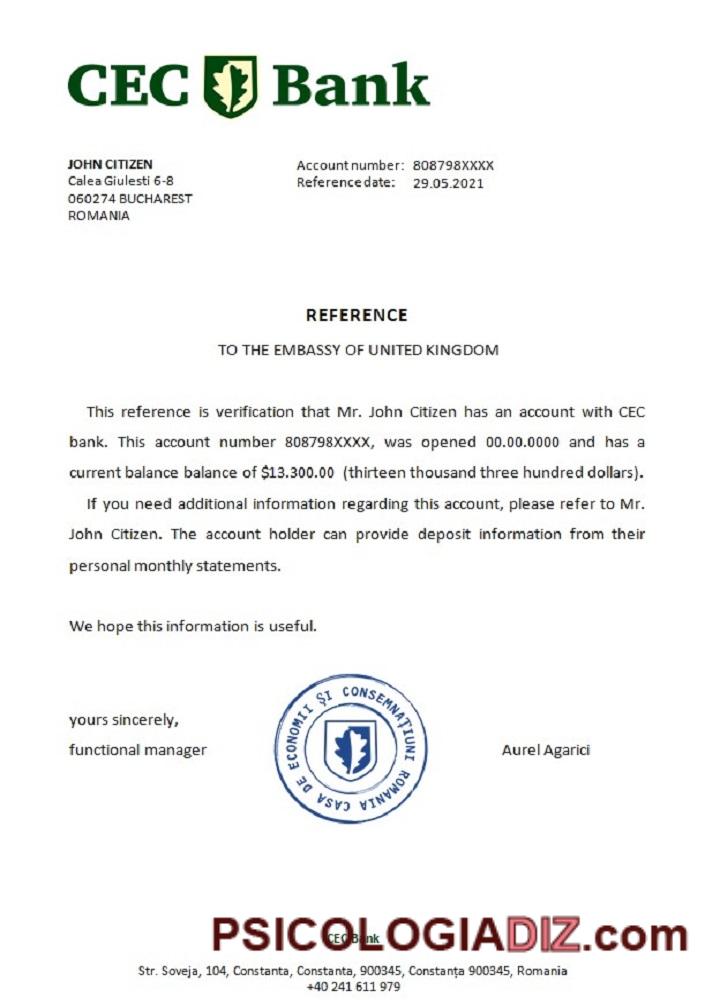 CEC Bank
JOHN CITIZEN
Calea Giulesti 6-8
060274 BUCHAREST
ROMANIA
Account number: 808798XXXX
Reference date: 29.05.2021
REFERENCE
TO THE EMBASSY OF UNITED KINGDOM
This reference is verification that Mr. John Citizen has an account with CEC
bank. This account number 808798XXXX, was opened 00.00.0000 and has a
current balance balance of $13.300.00 (thirteen thousand three hundred dollars).
If you need additional information regarding this account, please refer to Mr.
John Citizen. The account holder can provide deposit information from their
personal monthly statements.
We hope this information is useful.
yours sincerely,
functional manager
CASA DE ECONOMII ȘI CONSEMNAȚIUNI ROMANIA
Aurel Agarici
PSICOLOGIADIZ.com
CEC Bank
Str. Soveja, 104, Constanta, Constanta, 900345, Constanța 900345, Romania
+40 241 611 979